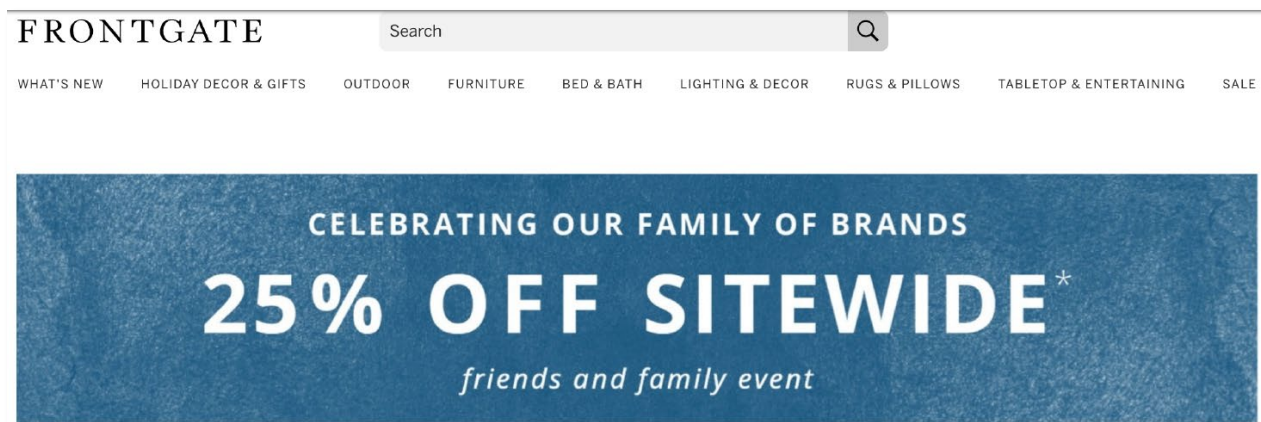 FRONTGATE
Search
WHAT'S NEW HOLIDAY DECOR & GIFTS OUTDOOR FURNITURE BED & BATH LIGHTING & DECOR RUGS & PILLOWS TABLETOP & ENTERTAINING SALE
CELEBRATING OUR FAMILY OF BRANDS
25% OFF SITEWIDE*
friends and family event